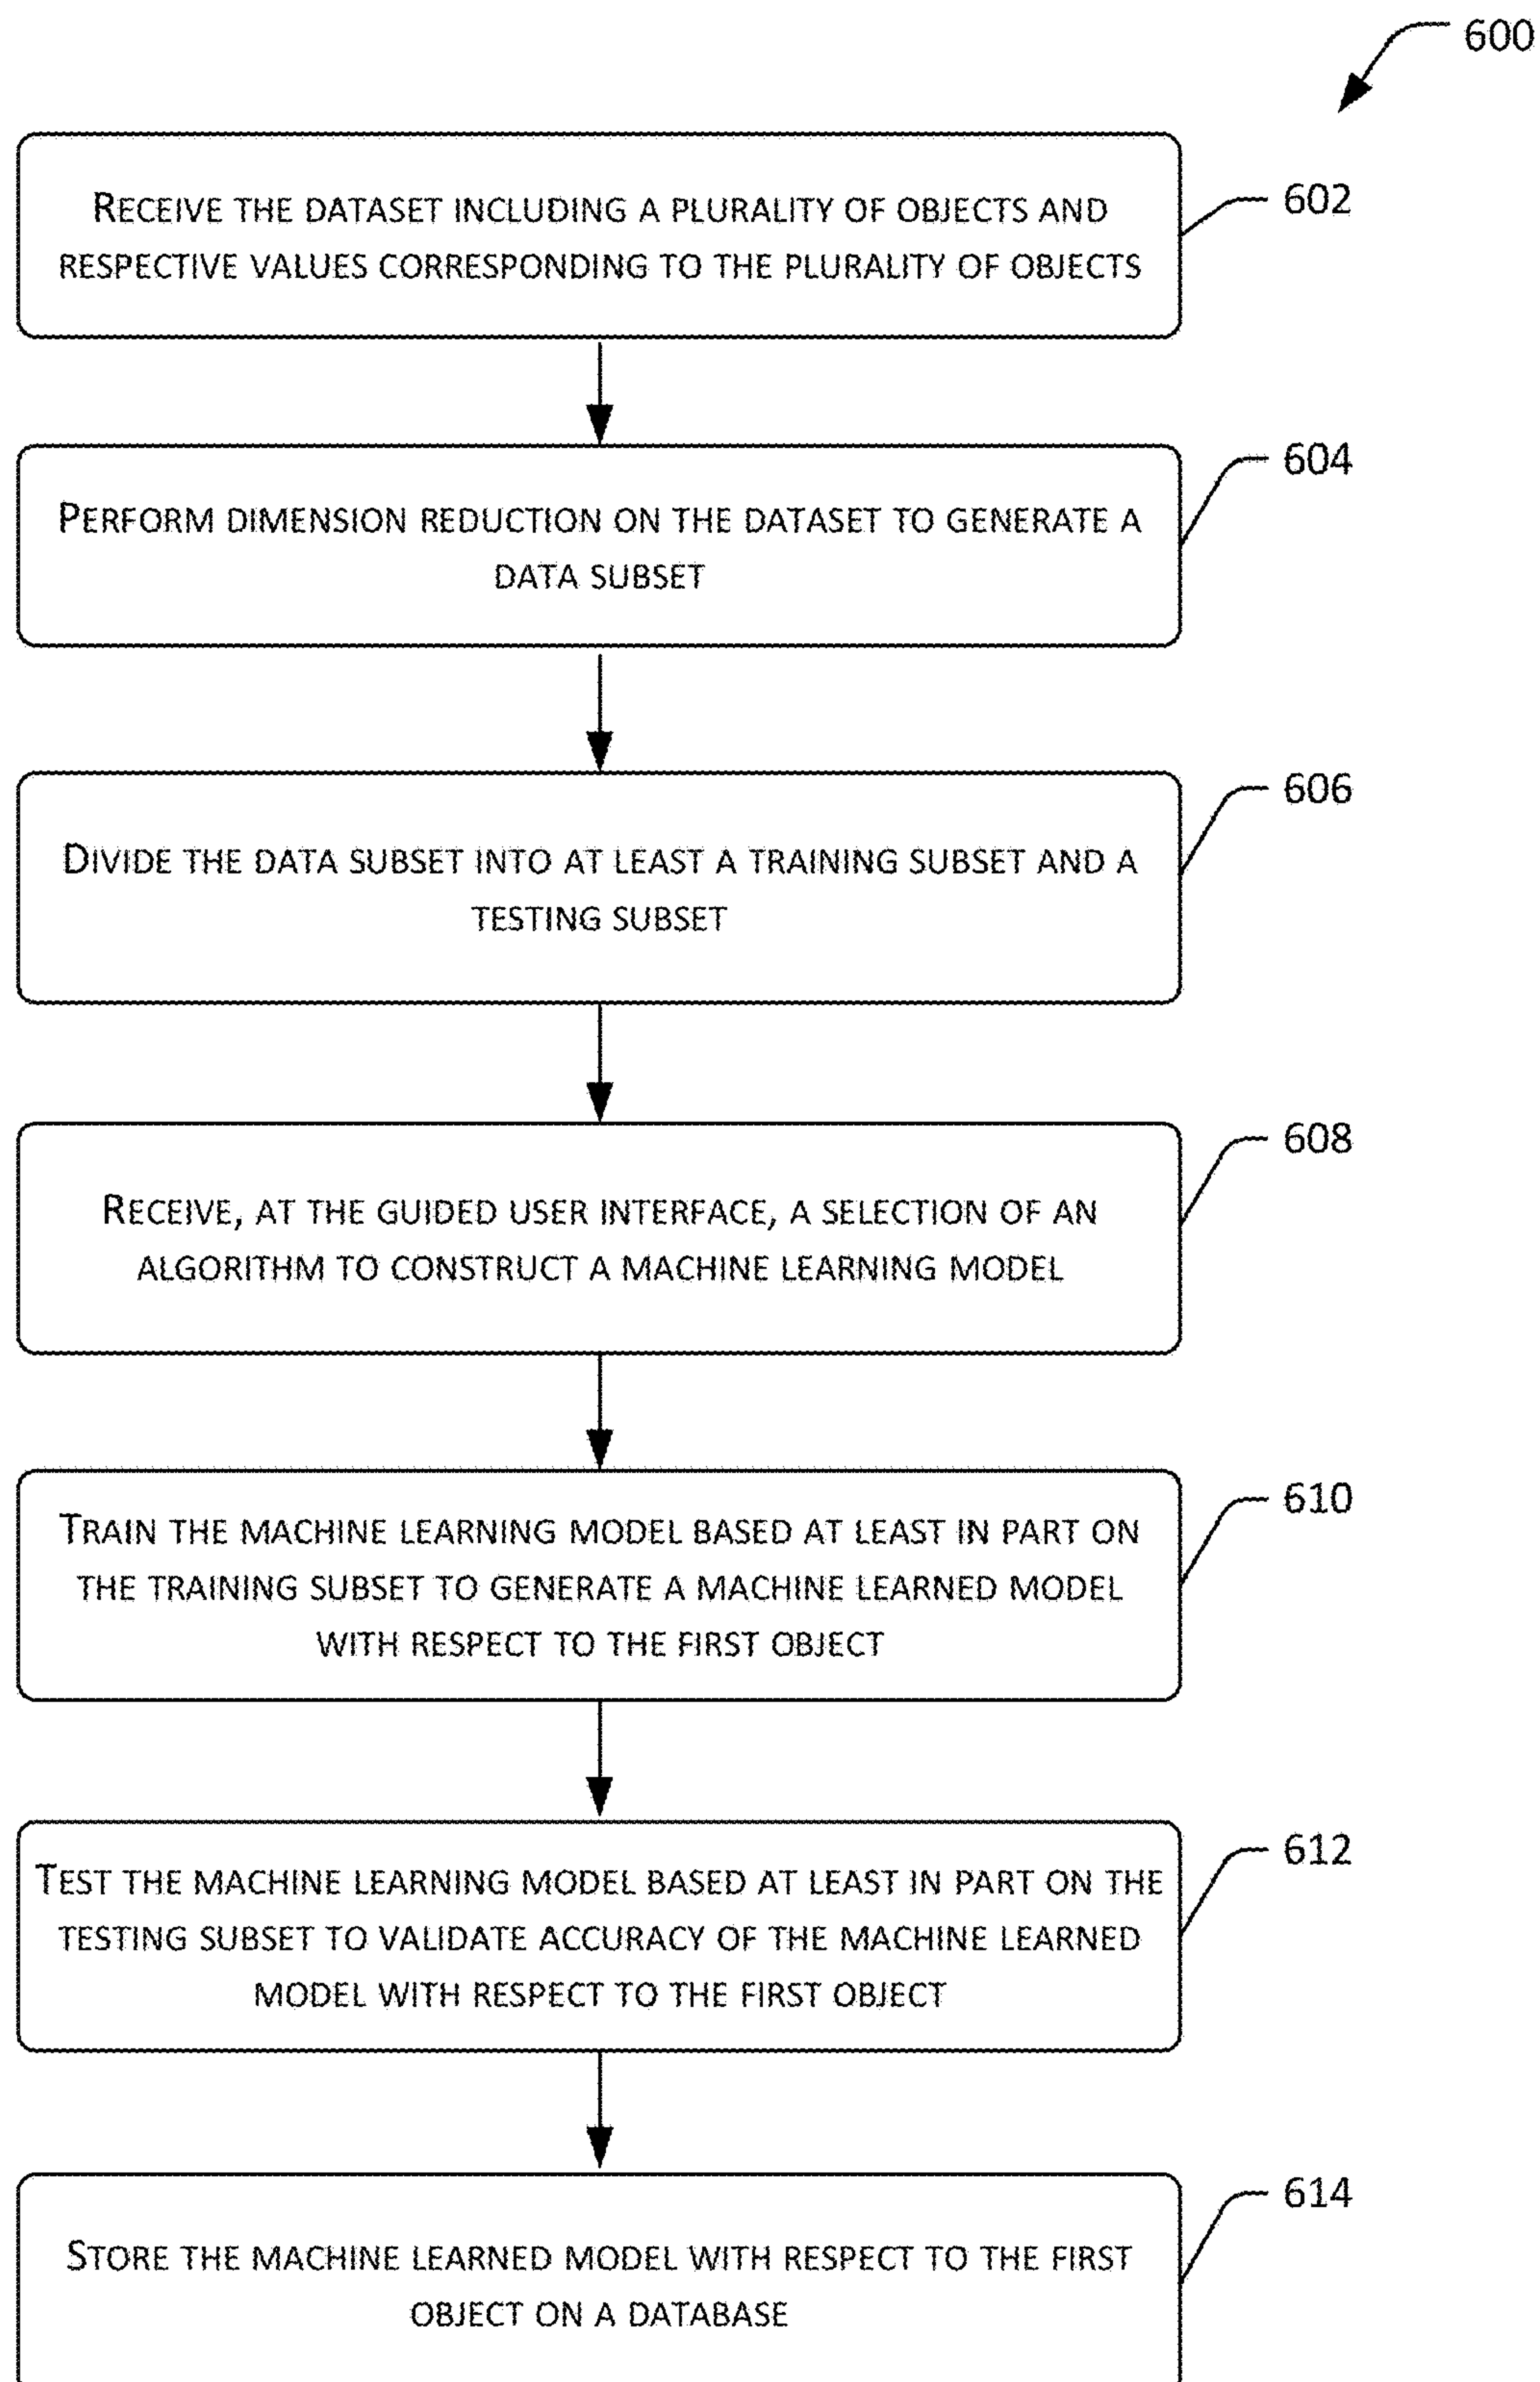 600
RECEIVE THE DATASET INCLUDING A PLURALITY OF OBJECTS AND
RESPECTIVE VALUES CORRESPONDING TO THE PLURALITY OF OBJECTS
602
PERFORM DIMENSION REDUCTION ON THE DATASET TO GENERATE A
DATA SUBSET
604
DIVIDE THE DATA SUBSET INTO AT LEAST A TRAINING SUBSET AND A
TESTING SUBSET
606
RECEIVE, AT THE GUIDED USER INTERFACE, A SELECTION OF AN
ALGORITHM TO CONSTRUCT A MACHINE LEARNING MODEL
608
TRAIN THE MACHINE LEARNING MODEL BASED AT LEAST IN PART ON
THE TRAINING SUBSET TO GENERATE A MACHINE LEARNED MODEL
WITH RESPECT TO THE FIRST OBJECT
610
TEST THE MACHINE LEARNING MODEL BASED AT LEAST IN PART ON THE
TESTING SUBSET TO VALIDATE ACCURACY OF THE MACHINE LEARNED
MODEL WITH RESPECT TO THE FIRST OBJECT
612
STORE THE MACHINE LEARNED MODEL WITH RESPECT TO THE FIRST
OBJECT ON A DATABASE
614